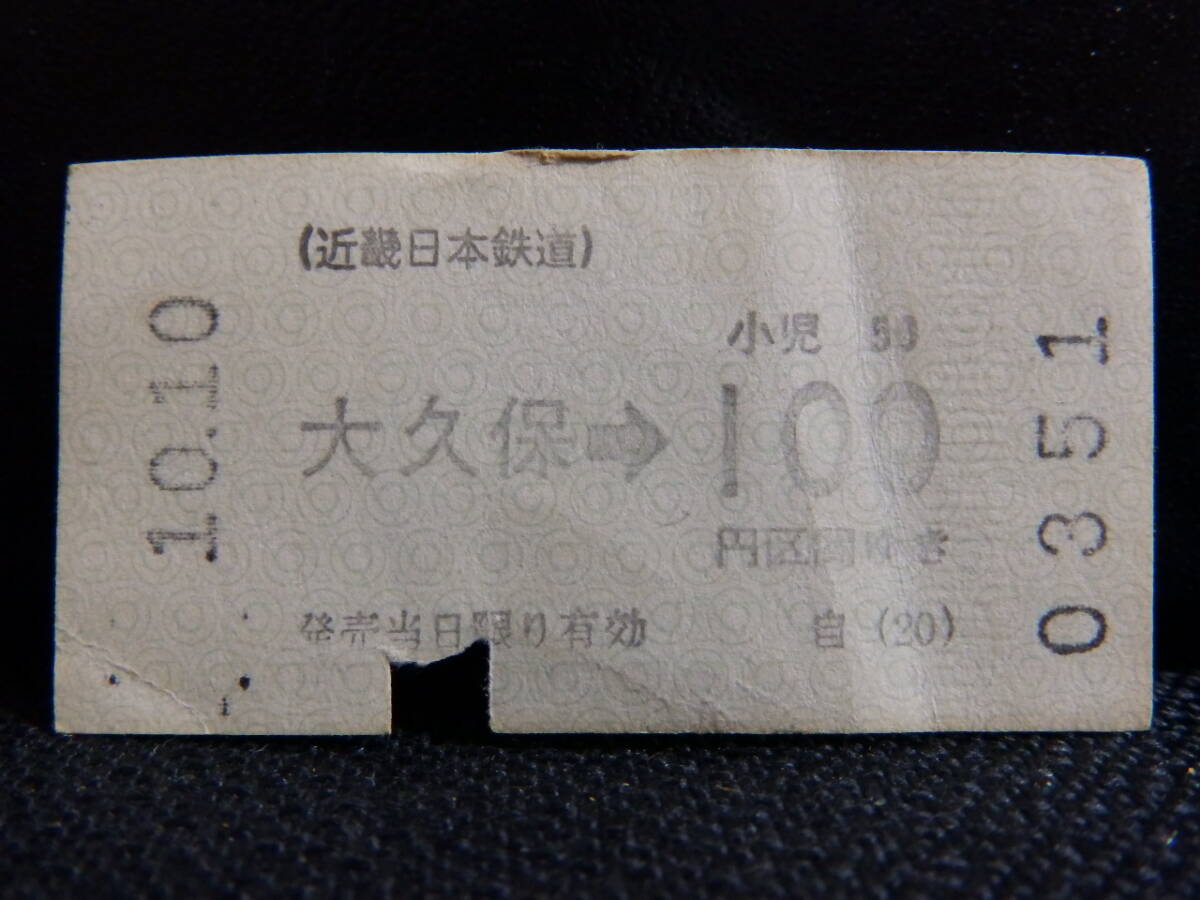 (近畿日本鉄道)
10.10
小児 50
大久保➡100
円区間ゆき
発売当日限り有効 自(20)
0351